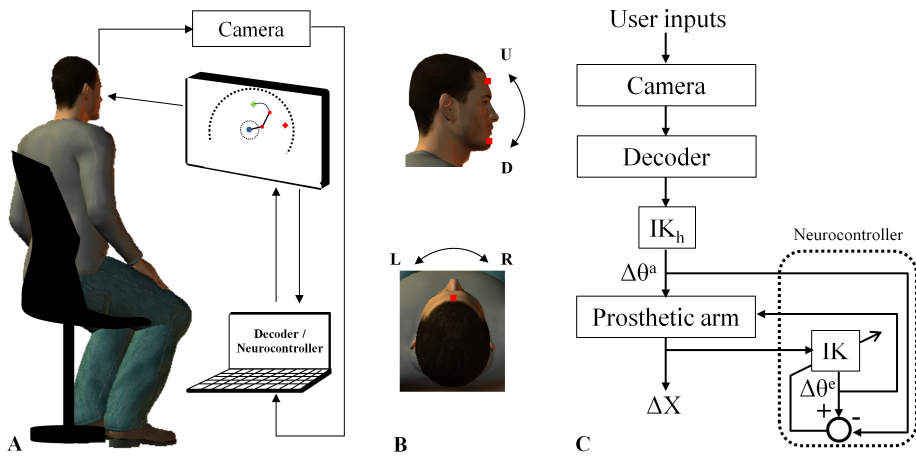 Camera
Decoder /
Neurocontroller
A
U
D
L R
B
User inputs
Camera
Decoder
IKh
Δθᵃ
Neurocontroller
Prosthetic arm
IK
Δθᵉ
+
-
ΔX
C